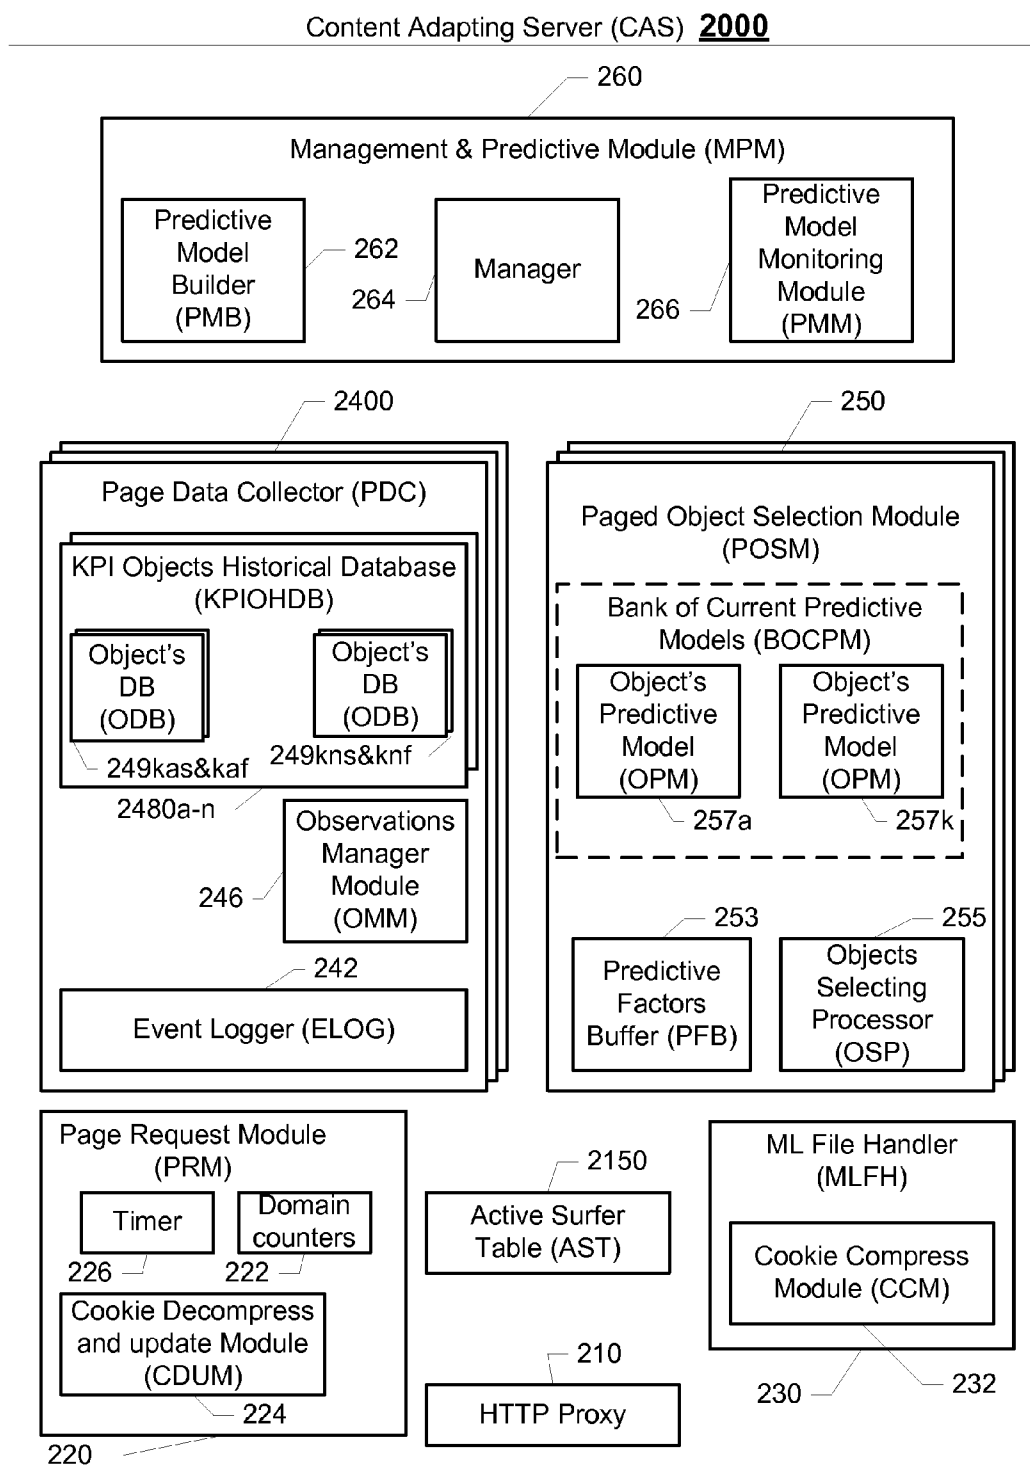 Content Adapting Server (CAS) 2000
260
Management & Predictive Module (MPM)
Predictive
Model
Builder
(PMB)
262
264
Manager
266
Predictive
Model
Monitoring
Module
(PMM)
2400
Page Data Collector (PDC)
KPI Objects Historical Database
(KPIOHDB)
Object's
DB
(ODB)
Object's
DB
(ODB)
249kas&kaf
249kns&knf
2480a-n
246
Observations
Manager
Module
(OMM)
242
Event Logger (ELOG)
250
Paged Object Selection Module
(POSM)
Bank of Current Predictive
Models (BOCPM)
Object's
Predictive
Model
(OPM)
Object's
Predictive
Model
(OPM)
257a
257k
253
Predictive
Factors
Buffer (PFB)
255
Objects
Selecting
Processor
(OSP)
Page Request Module
(PRM)
Timer
Domain
counters
226
222
Cookie Decompress
and update Module
(CDUM)
224
220
2150
Active Surfer
Table (AST)
210
HTTP Proxy
ML File Handler
(MLFH)
Cookie Compress
Module (CCM)
230
232